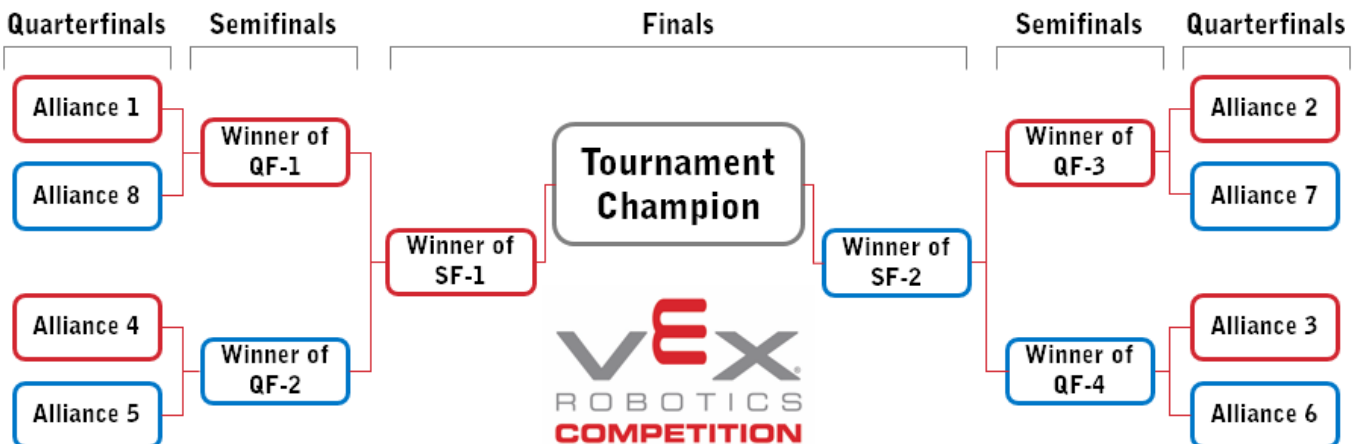 Quarterfinals
Semifinals
Finals
Semifinals
Quarterfinals
Alliance 1
Alliance 8
Alliance 4
Alliance 5
Winner of
QF-1
Winner of
QF-2
Winner of
SF-1
Tournament
Champion
Winner of
SF-2
Winner of
QF-3
Winner of
QF-4
Alliance 2
Alliance 7
Alliance 3
Alliance 6
VEX®
ROBOTICS
COMPETITION